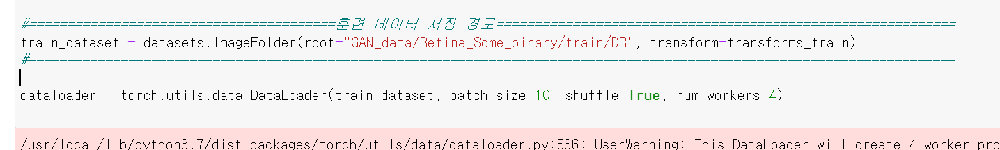 #========================================훈련 데이터 저장 경로============================================================
train_dataset = datasets.ImageFolder(root="GAN_data/Retina_Some_binary/train/DR", transform=transforms_train)
#=========================================================================================================================
dataloader = torch.utils.data.DataLoader(train_dataset, batch_size=10, shuffle=True, num_workers=4)
/usr/local/lib/python3.7/dist-packages/torch/utils/data/dataloader.py:566: UserWarning: This DataLoader will create 4 worker pro